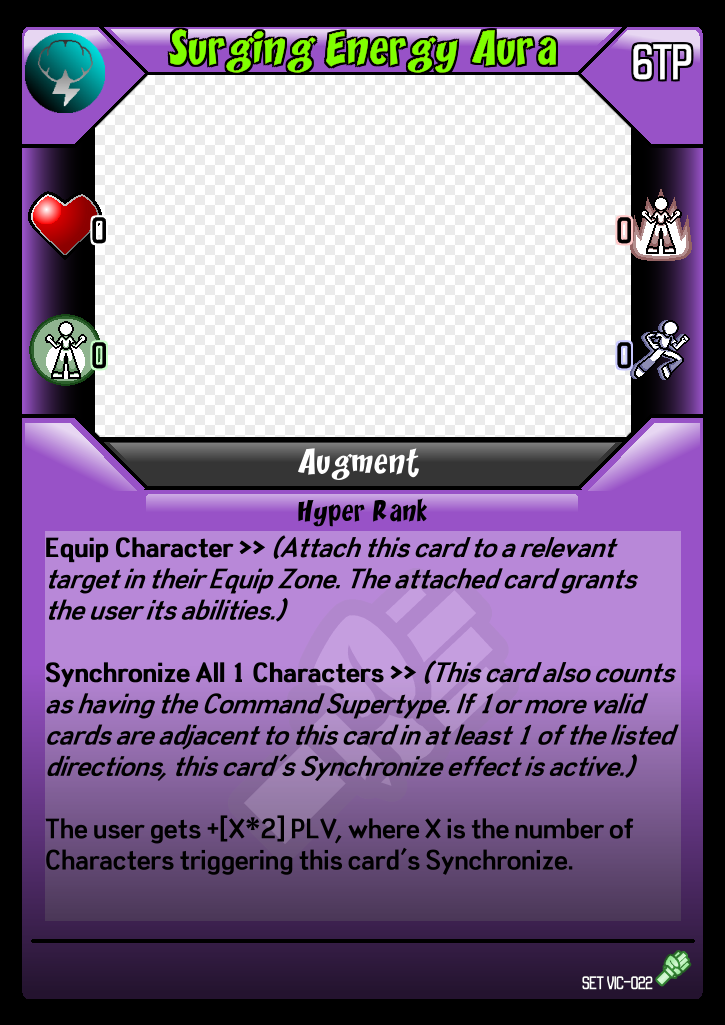 Surging Energy Aura
6TP
0
0
0
0
Augment
Hyper Rank
Equip Character >> (Attach this card to a relevant
target in their Equip Zone. The attached card grants
the user its abilities.)
Synchronize All 1 Characters >> (This card also counts
as having the Command Supertype. If 1 or more valid
cards are adjacent to this card in at least 1 of the listed
directions, this card's Synchronize effect is active.)
The user gets +[X*2] PLV, where X is the number of
Characters triggering this card's Synchronize.
SET VIC-022